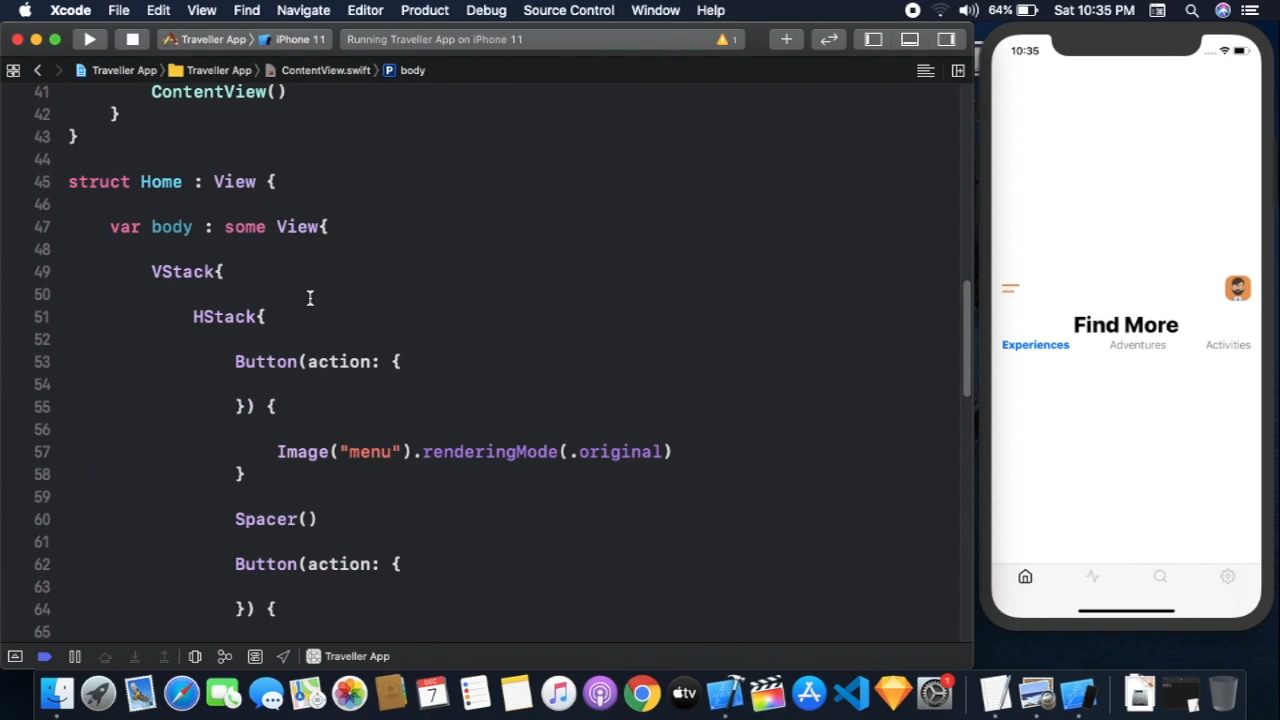 Xcode File Edit View Find Navigate Editor Product Debug Source Control Window Help 64% Sat 10:35 PM
Traveller App iPhone 11 Running Traveller App on iPhone 11 1
Traveller App Traveller App ContentView.swift P body
41 ContentView()
42 }
43 }
44
45 struct Home : View {
46
47 var body : some View{
48
49 VStack{
50
51 HStack{
52
53 Button(action: {
54
55 }) {
56
57 Image("menu").renderingMode(.original)
58 }
59
60 Spacer()
61
62 Button(action: {
63
64 }) {
65
Traveller App
10:35
Find More
Experiences Adventures Activities
DEC
7
tv
1